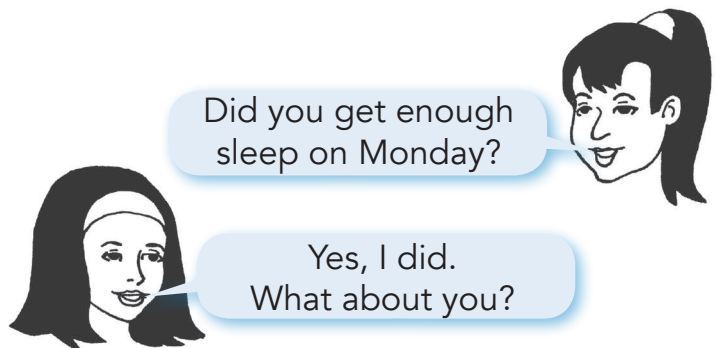 Did you get enough
sleep on Monday?
Yes, I did.
What about you?